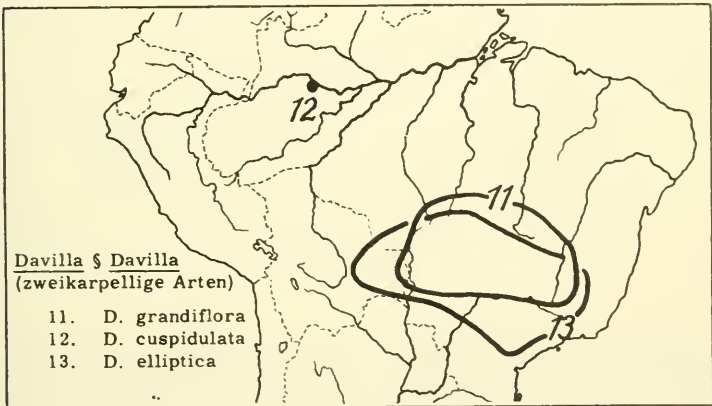 11
12
13
Davilla § Davilla
(zweikarpellige Arten)
11. D. grandiflora
12. D. cuspidulata
13. D. elliptica